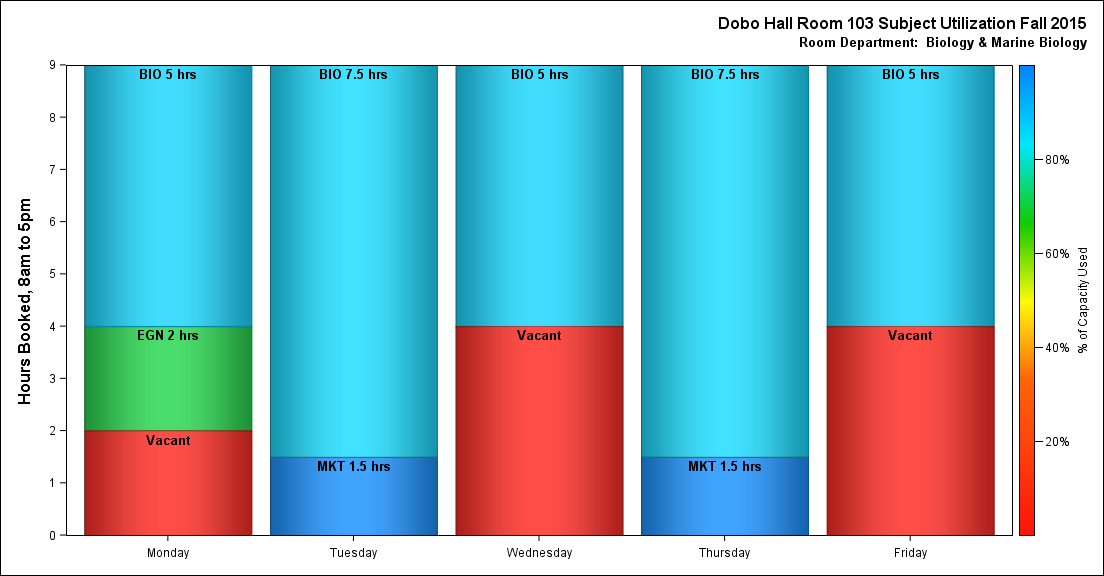 Dobo Hall Room 103 Subject Utilization Fall 2015
Room Department:  Biology & Marine Biology
Hours Booked, 8am to 5pm
9
8
7
6
5
4
3
2
1
0
BIO 5 hrs
EGN 2 hrs
Vacant
BIO 7.5 hrs
MKT 1.5 hrs
BIO 5 hrs
Vacant
BIO 7.5 hrs
MKT 1.5 hrs
BIO 5 hrs
Vacant
Monday
Tuesday
Wednesday
Thursday
Friday
80%
60%
40%
20%
% of Capacity Used